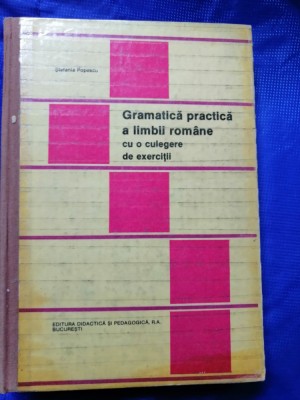 Ștefania Popescu
Gramatică practică
a limbii române
cu o culegere
de exerciții
EDITURA DIDACTICĂ ȘI PEDAGOGICĂ, R.A.
BUCUREȘTI